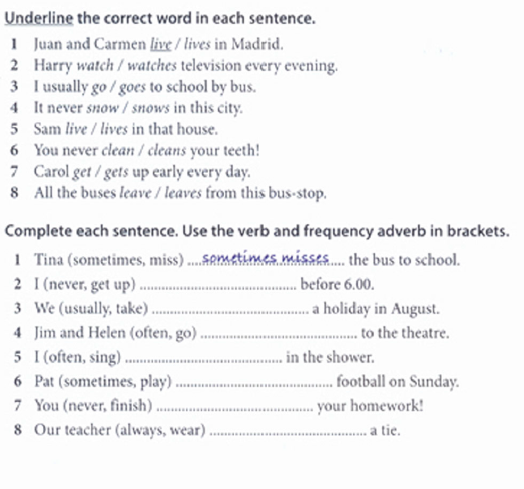 Underline the correct word in each sentence.
1 Juan and Carmen live / lives in Madrid.
2 Harry watch / watches television every evening.
3 I usually go / goes to school by bus.
4 It never snow / snows in this city.
5 Sam live / lives in that house.
6 You never clean / cleans your teeth!
7 Carol get / gets up early every day.
8 All the buses leave / leaves from this bus-stop.
Complete each sentence. Use the verb and frequency adverb in brackets.
1 Tina (sometimes, miss) ....sometimes misses.... the bus to school.
2 I (never, get up) ............................................ before 6.00.
3 We (usually, take) ............................................ a holiday in August.
4 Jim and Helen (often, go) ............................................ to the theatre.
5 I (often, sing) ............................................ in the shower.
6 Pat (sometimes, play) ............................................ football on Sunday.
7 You (never, finish) ............................................ your homework!
8 Our teacher (always, wear) ............................................ a tie.